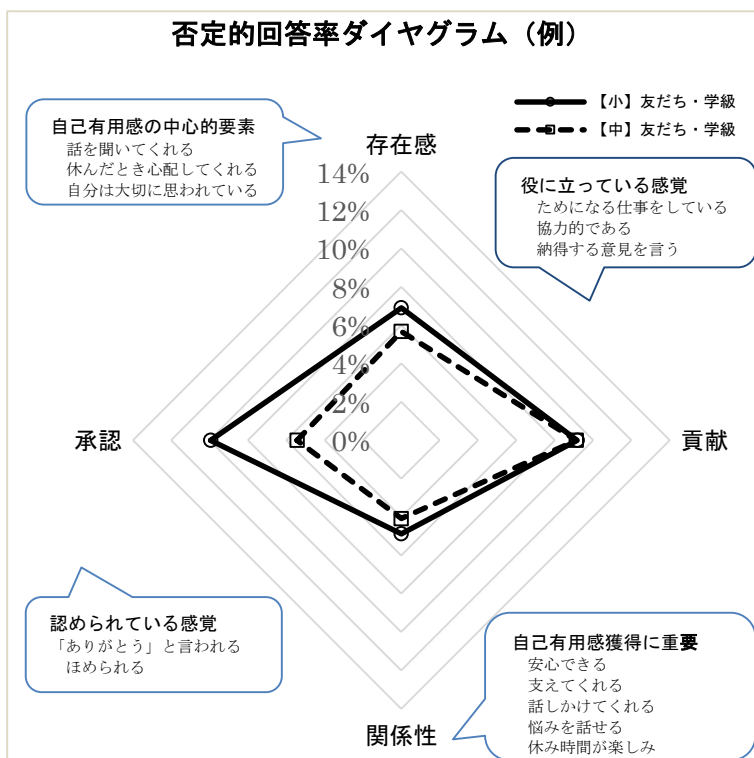 否定的回答率ダイヤグラム（例）
【小】友だち・学級
【中】友だち・学級
自己有用感の中心的要素
話を聞いてくれる
休んだとき心配してくれる
自分は大切に思われている
存在感
役に立っている感覚
ためになる仕事をしている
協力的である
納得する意見を言う
14%
12%
10%
8%
6%
4%
2%
0%
承認
貢献
認められている感覚
「ありがとう」と言われる
ほめられる
自己有用感獲得に重要
安心できる
支えてくれる
話しかけてくれる
悩みを話せる
休み時間が楽しみ
関係性